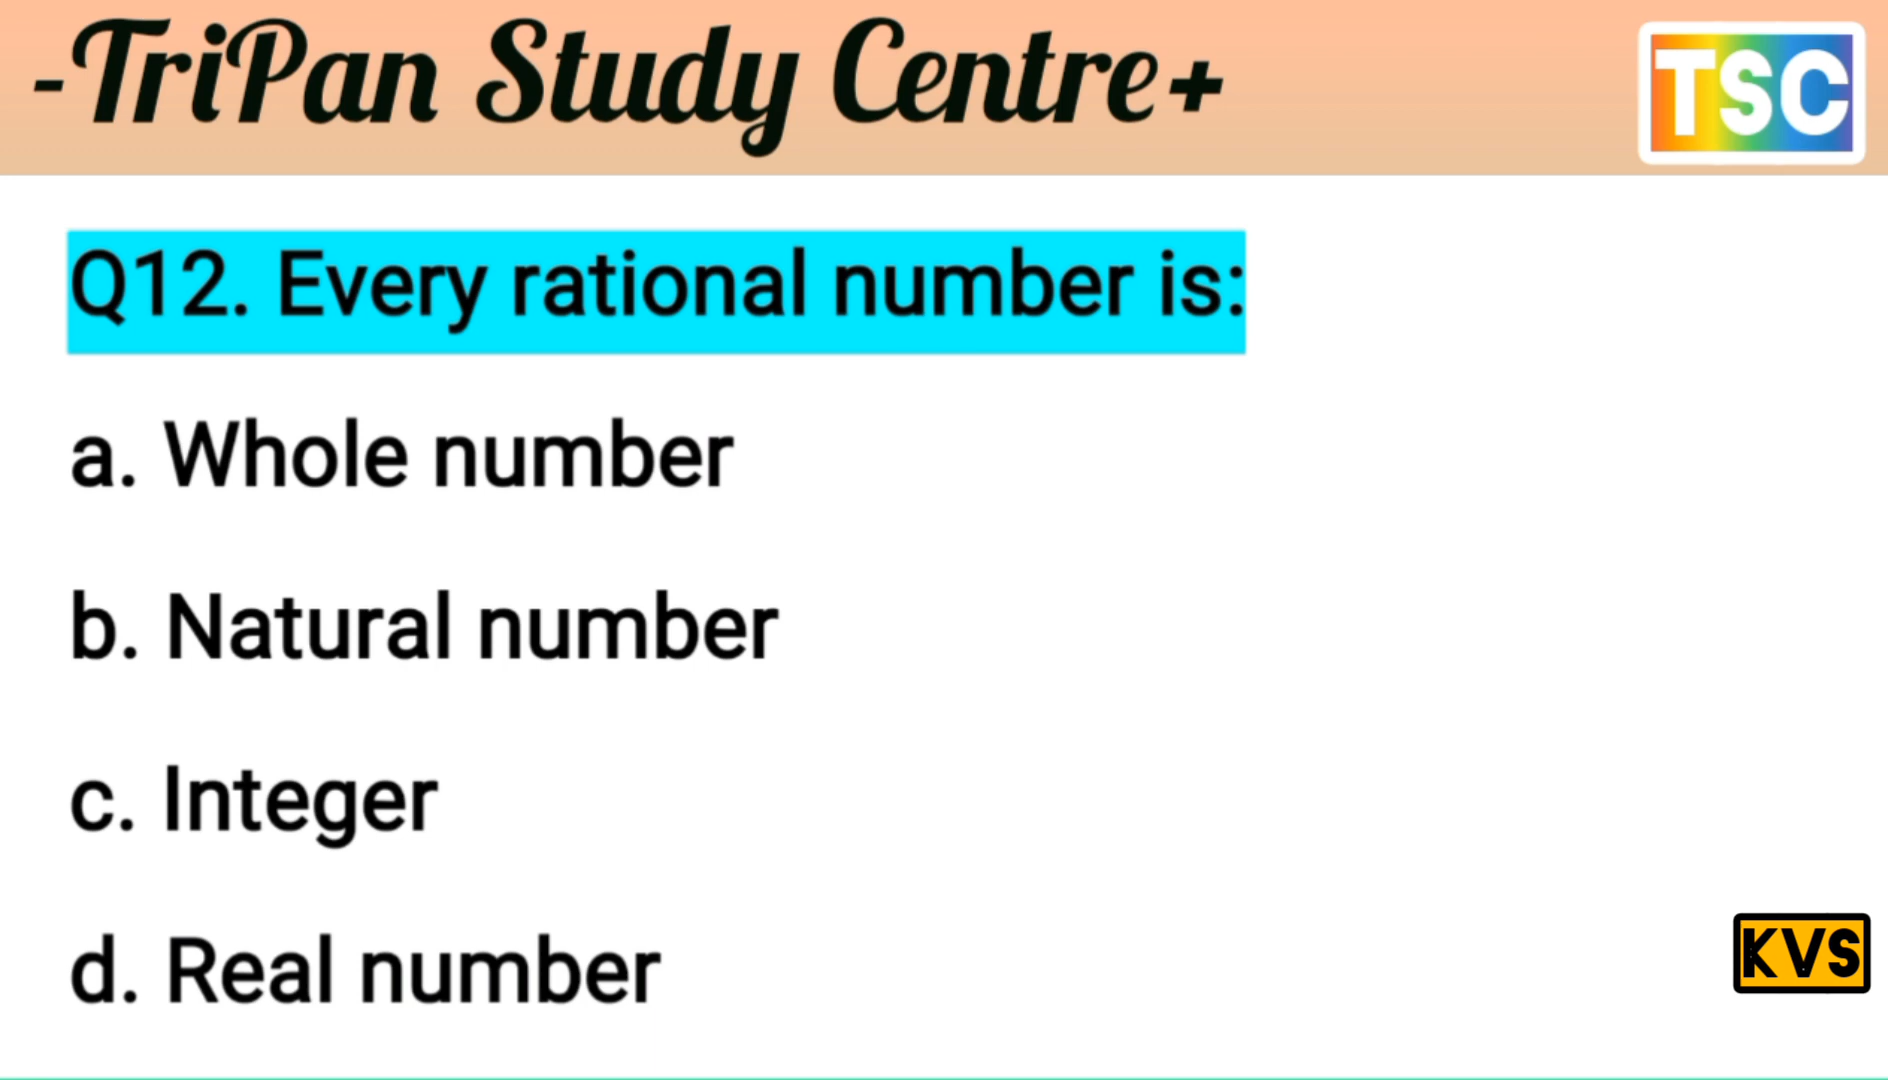 -TriPan Study Centre+
TSC
Q12. Every rational number is:
a. Whole number
b. Natural number
c. Integer
d. Real number
KVS